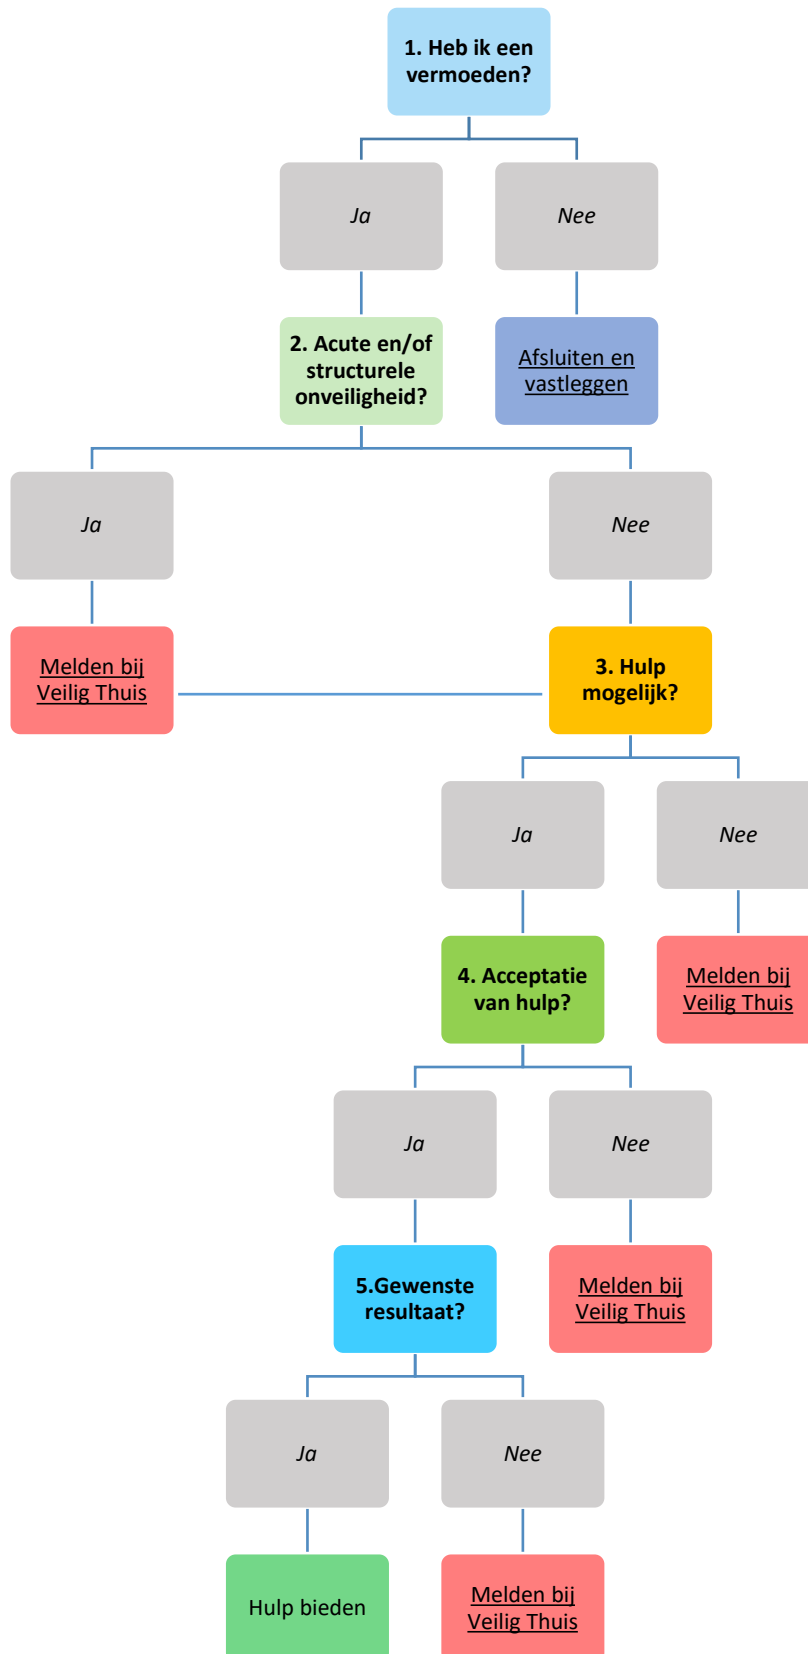 1. Heb ik een
vermoeden?
Ja
Nee
2. Acute en/of
structurele
onveiligheid?
Afsluiten en
vastleggen
Ja
Nee
Melden bij
Veilig Thuis
3. Hulp
mogelijk?
Ja
Nee
4. Acceptatie
van hulp?
Melden bij
Veilig Thuis
Ja
Nee
5.Gewenste
resultaat?
Melden bij
Veilig Thuis
Ja
Nee
Hulp bieden
Melden bij
Veilig Thuis